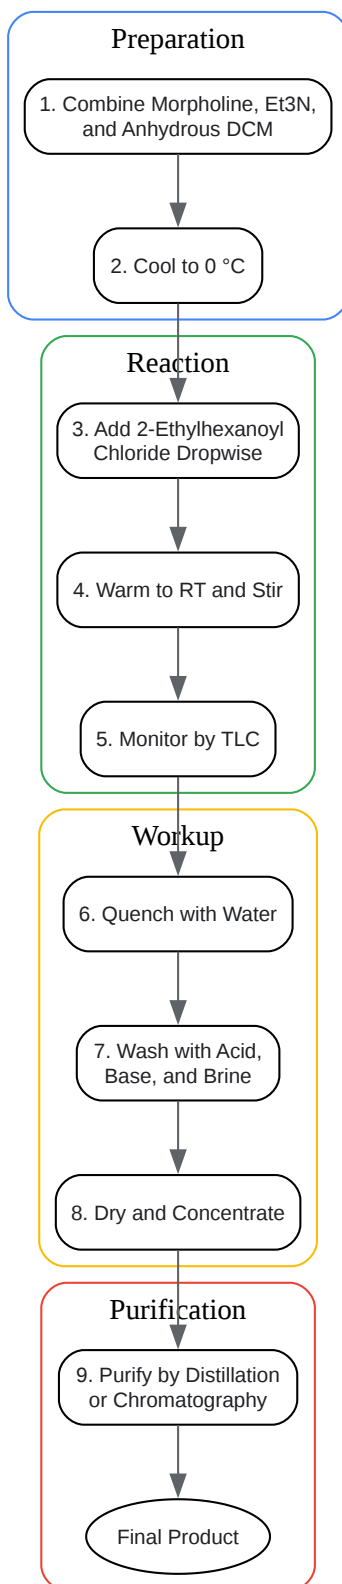 Preparation
1. Combine Morpholine, Et3N,
and Anhydrous DCM
2. Cool to 0 °C
Reaction
3. Add 2-Ethylhexanoyl
Chloride Dropwise
4. Warm to RT and Stir
5. Monitor by TLC
Workup
6. Quench with Water
7. Wash with Acid,
Base, and Brine
8. Dry and Concentrate
Purification
9. Purify by Distillation
or Chromatography
Final Product